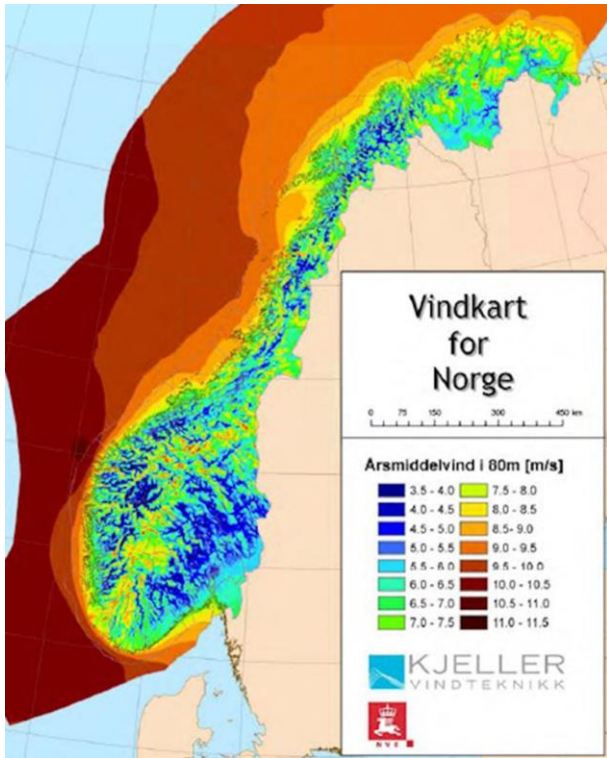 Vindkart
for
Norge
0 75 150 300 450 km
Årsmiddelvind i 80m [m/s]
3.5 - 4.0 7.5 - 8.0
4.0 - 4.5 8.0 - 8.5
4.5 - 5.0 8.5- 9.0
5.0 - 5.5 9.0 - 9.5
5.5 - 6.0 9.5 - 10.0
6.0 - 6.5 10.0 - 10.5
6.5 - 7.0 10.5 - 11.0
7.0 - 7.5 11.0 - 11.5
KJELLER
VINDTEKNIKK
NVE